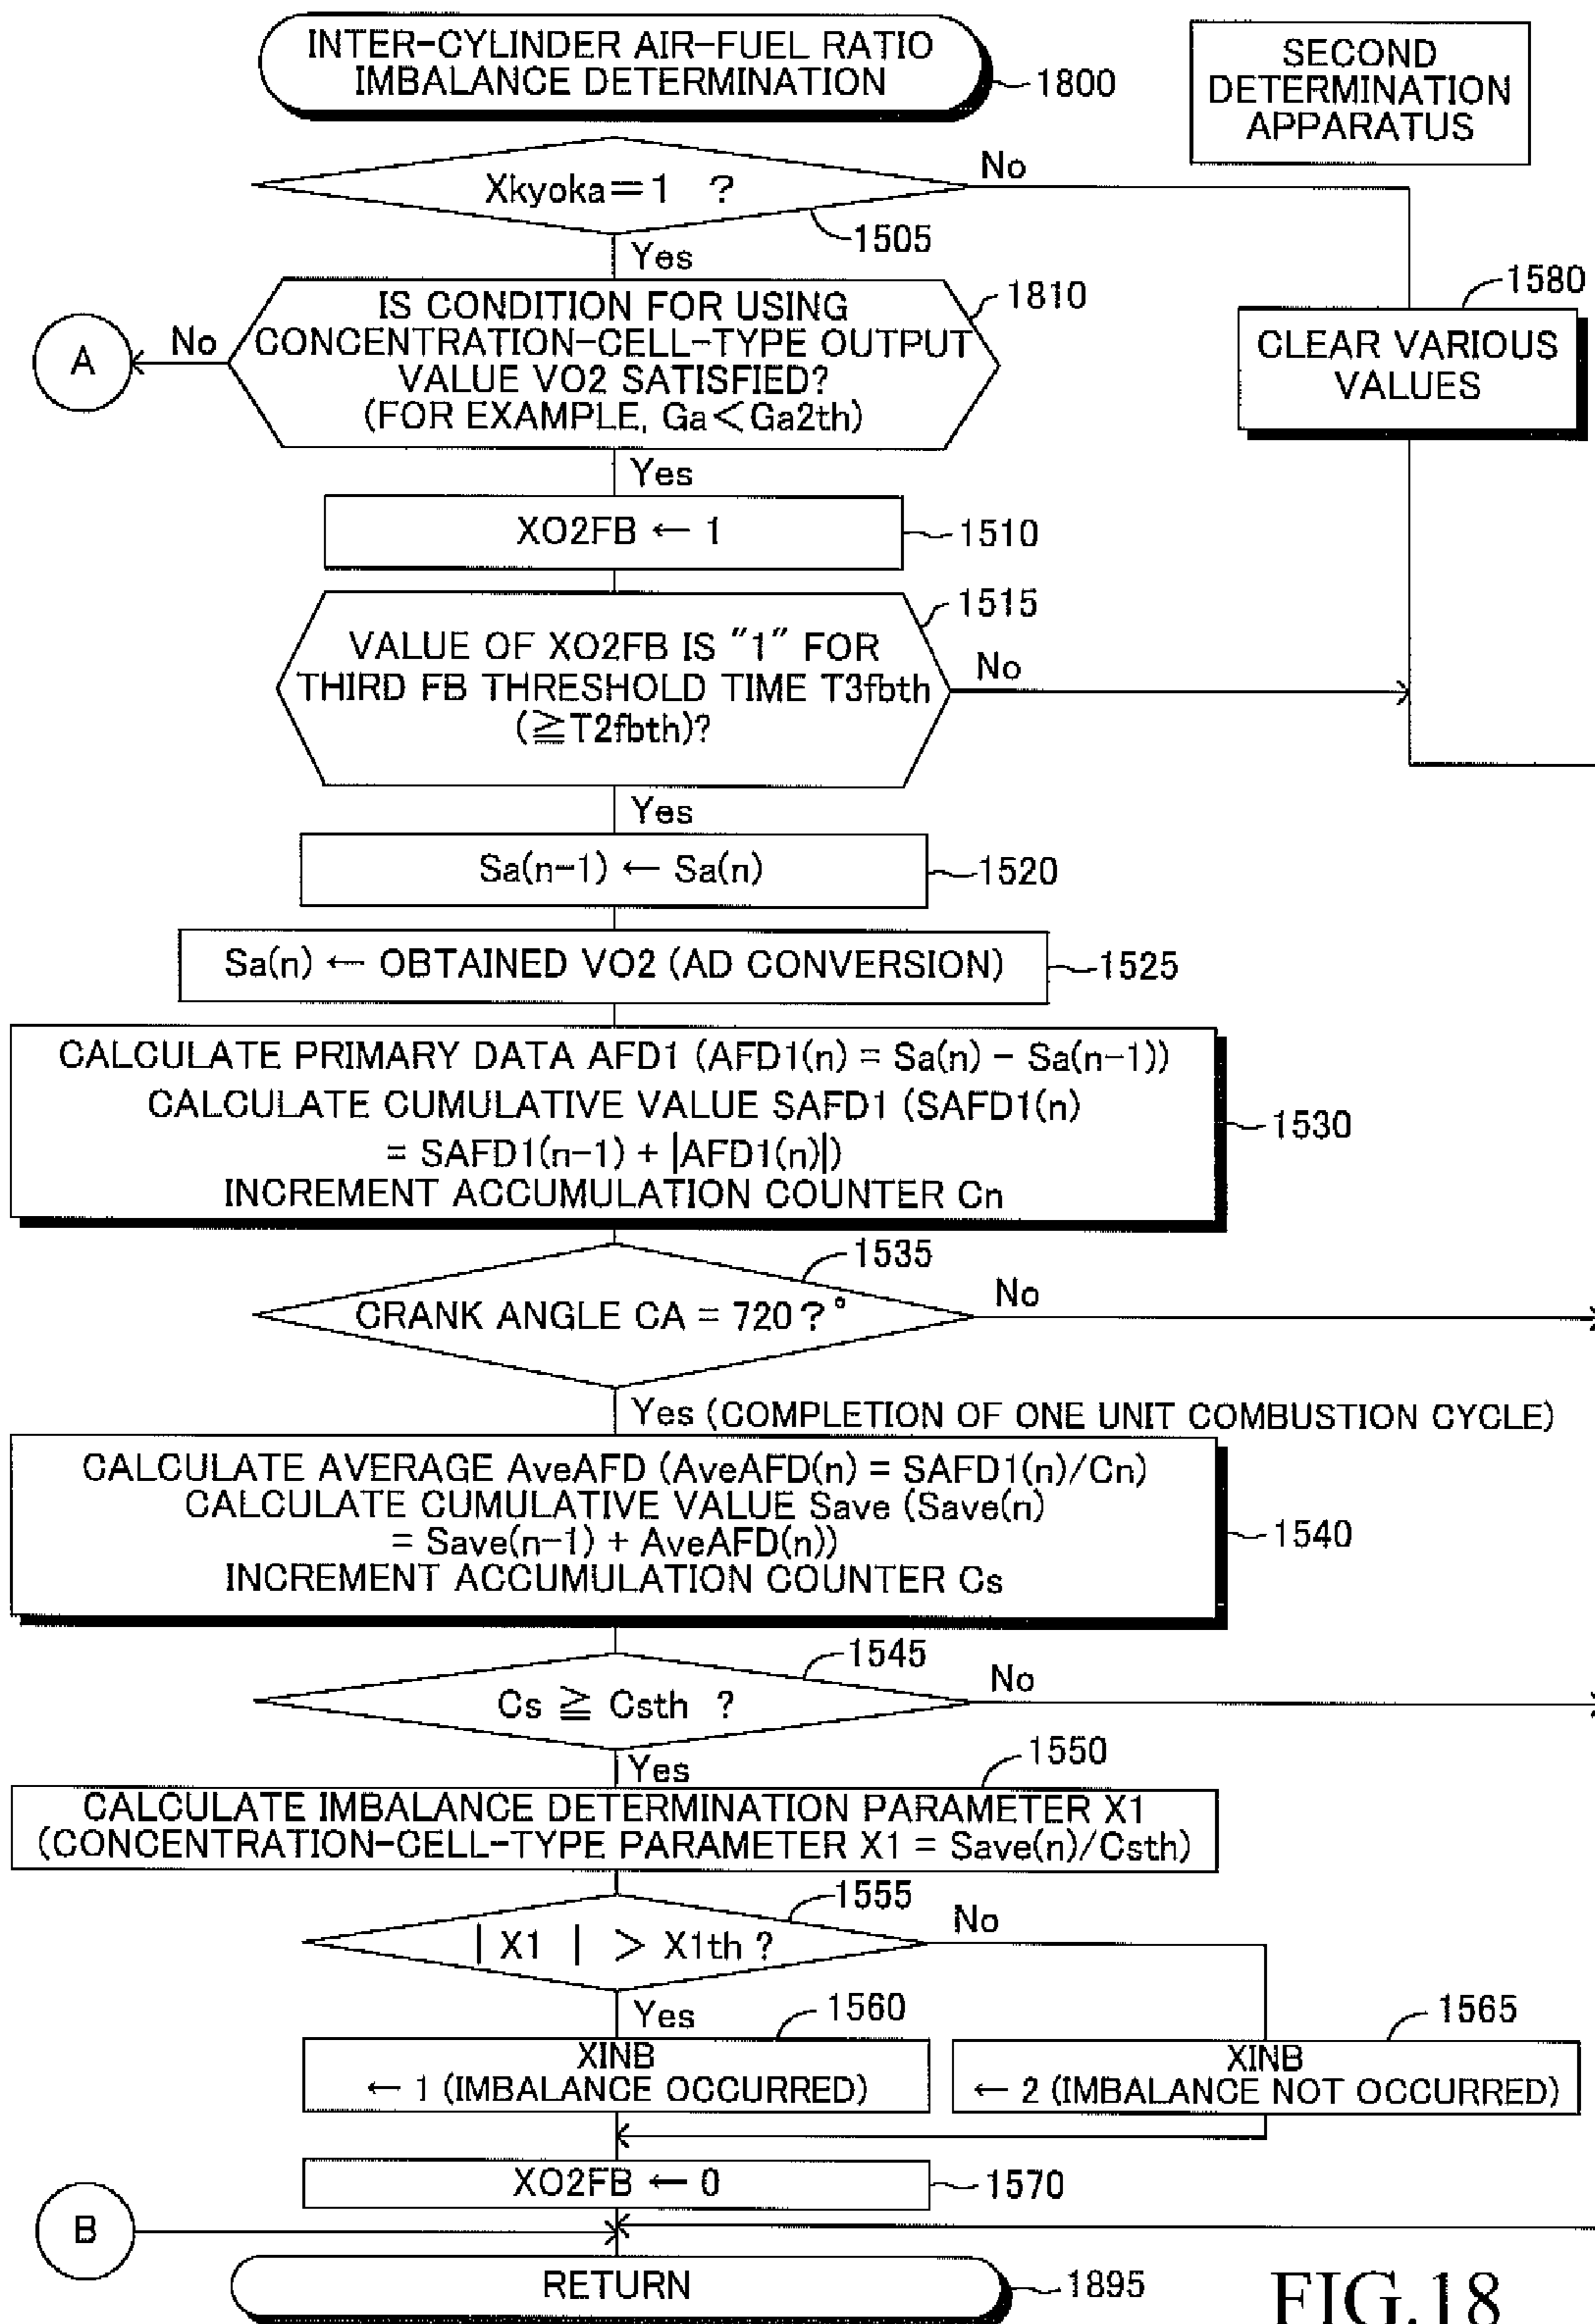 INTER-CYLINDER AIR-FUEL RATIO
IMBALANCE DETERMINATION
1800
SECOND
DETERMINATION
APPARATUS
Xkyoka=1 ?
No
1505
Yes
1580
CLEAR VARIOUS
VALUES
IS CONDITION FOR USING
CONCENTRATION-CELL-TYPE OUTPUT
VALUE VO2 SATISFIED?
(FOR EXAMPLE, Ga<Ga2th)
1810
No
A
Yes
XO2FB ← 1
1510
1515
VALUE OF XO2FB IS "1" FOR
THIRD FB THRESHOLD TIME T3fbth
(≧T2fbth)?
No
Yes
Sa(n-1) ← Sa(n)
1520
Sa(n) ← OBTAINED VO2 (AD CONVERSION)
1525
CALCULATE PRIMARY DATA AFD1 (AFD1(n) = Sa(n) - Sa(n-1))
CALCULATE CUMULATIVE VALUE SAFD1 (SAFD1(n)
= SAFD1(n-1) + |AFD1(n)|)
INCREMENT ACCUMULATION COUNTER Cn
1530
1535
CRANK ANGLE CA = 720?°
No
Yes (COMPLETION OF ONE UNIT COMBUSTION CYCLE)
CALCULATE AVERAGE AveAFD (AveAFD(n) = SAFD1(n)/Cn)
CALCULATE CUMULATIVE VALUE Save (Save(n)
= Save(n-1) + AveAFD(n))
INCREMENT ACCUMULATION COUNTER Cs
1540
1545
Cs ≧ Csth ?
No
Yes
1550
CALCULATE IMBALANCE DETERMINATION PARAMETER X1
(CONCENTRATION-CELL-TYPE PARAMETER X1 = Save(n)/Csth)
1555
| X1 | > X1th ?
No
Yes
1560
XINB
← 1 (IMBALANCE OCCURRED)
1565
XINB
← 2 (IMBALANCE NOT OCCURRED)
XO2FB ← 0
1570
B
RETURN
1895
FIG.18